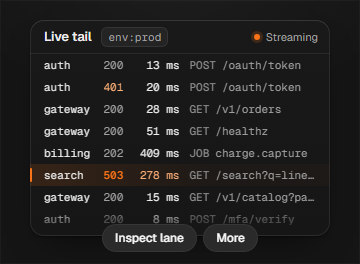 Live tail env:prod Streaming
auth 200 13 ms POST /oauth/token
auth 401 20 ms POST /oauth/token
gateway 200 28 ms GET /v1/orders
gateway 200 51 ms GET /healthz
billing 202 409 ms JOB charge.capture
search 503 278 ms GET /search?q=line…
gateway 200 15 ms GET /v1/catalog?pa…
auth 200 8 ms POST /mfa/verify
Inspect lane More